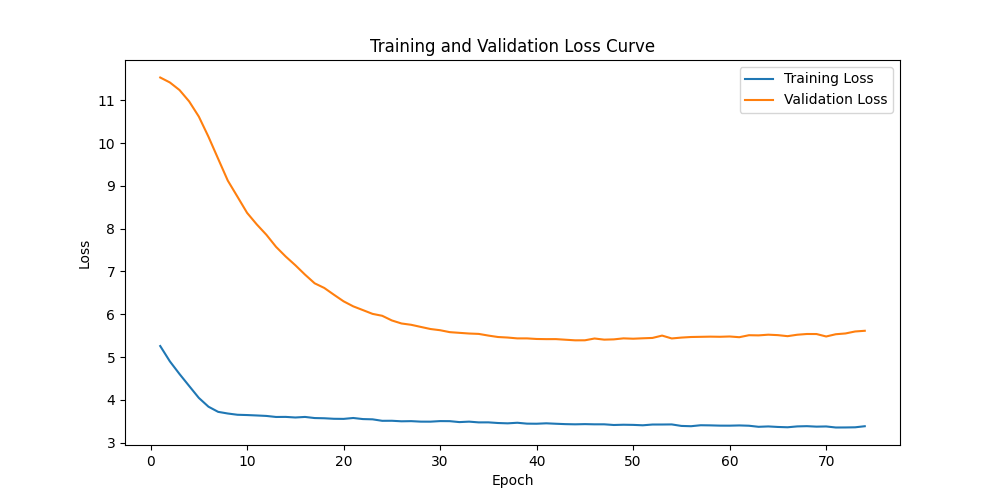 Training and Validation Loss Curve
Training Loss
Validation Loss
11
10
9
8
7
6
5
4
3
Loss
0 10 20 30 40 50 60 70
Epoch